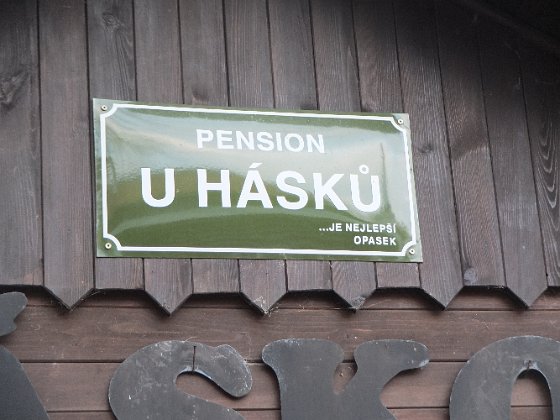 PENSION
U HÁSKŮ
...JE NEJLEPŠÍ
OPASEK